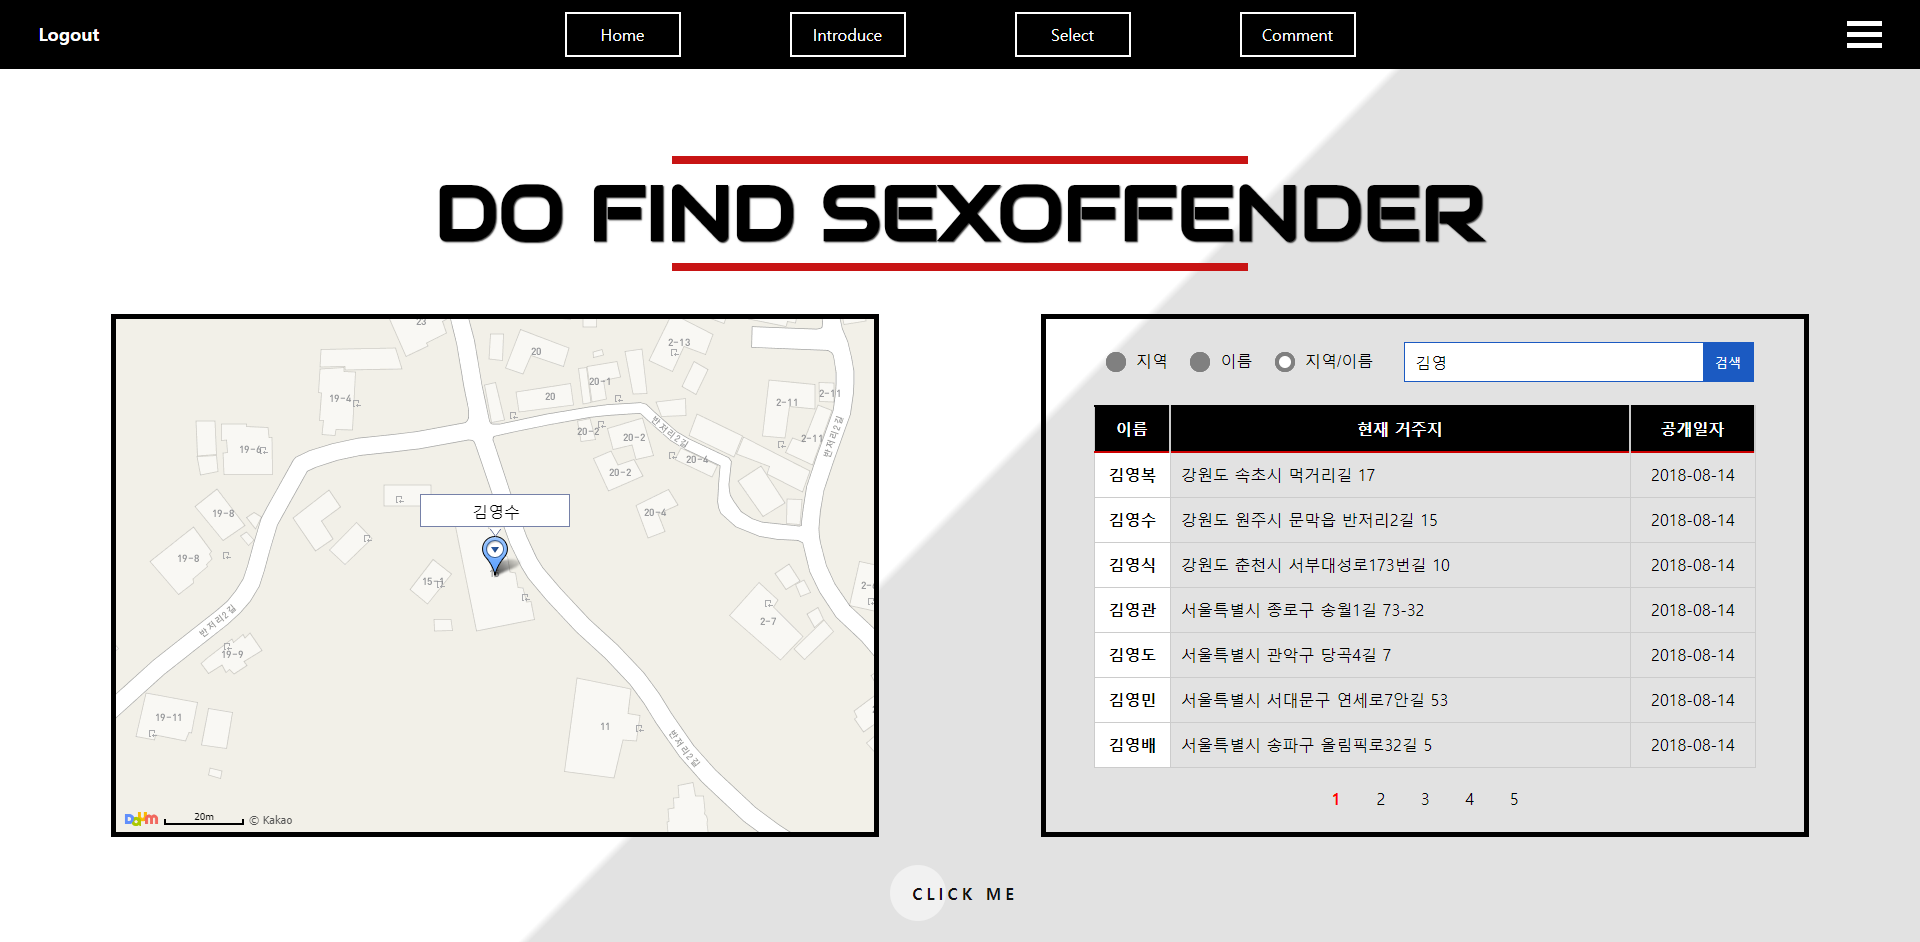 Logout
Home
Introduce
Select
Comment
DO FIND SEXOFFENDER
23
20
2-13
20-1
20
19-4
2-11
2-11
20-2
20-2
2-11
반저리2길
반저리2길
19-6
20-2
20-4
19-8
20-4
김영수
19-8
15-1
반저리2길
2-7
19-9
19-11
11
반저리2길
Daum
20m
© Kakao
지역
이름
지역/이름
김영
검색
이름 현재 거주지 공개일자
김영복 강원도 속초시 먹거리길 17 2018-08-14
김영수 강원도 원주시 문막읍 반저리2길 15 2018-08-14
김영식 강원도 춘천시 서부대성로173번길 10 2018-08-14
김영관 서울특별시 종로구 송월1길 73-32 2018-08-14
김영도 서울특별시 관악구 당곡4길 7 2018-08-14
김영민 서울특별시 서대문구 연세로7안길 53 2018-08-14
김영배 서울특별시 송파구 올림픽로32길 5 2018-08-14
1 2 3 4 5
CLICK ME